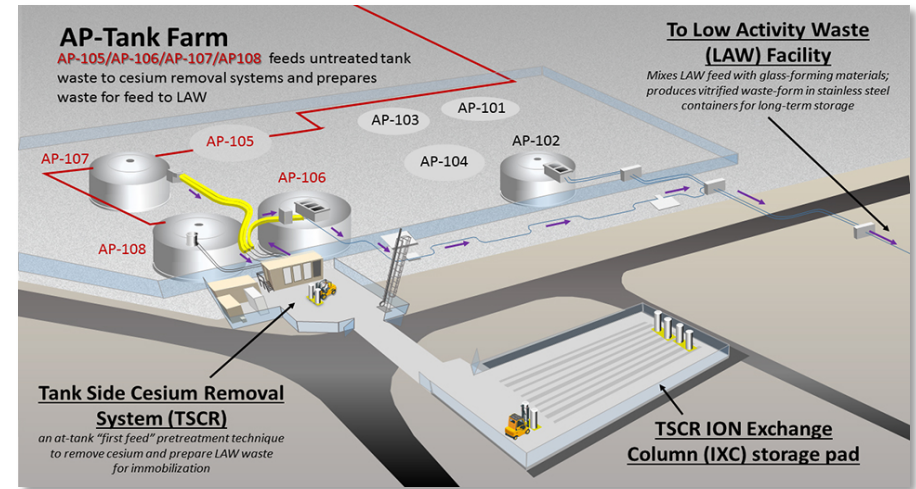 AP-Tank Farm
AP-105/AP-106/AP-107/AP108 feeds untreated tank
waste to cesium removal systems and prepares
waste for feed to LAW
To Low Activity Waste
(LAW) Facility
Mixes LAW feed with glass-forming materials;
produces vitrified waste-form in stainless steel
containers for long-term storage
AP-101
AP-103
AP-105
AP-102
AP-107
AP-104
AP-106
AP-108
Tank Side Cesium Removal
System (TSCR)
an at-tank “first feed” pretreatment technique
to remove cesium and prepare LAW waste
for immobilization
TSCR ION Exchange
Column (IXC) storage pad